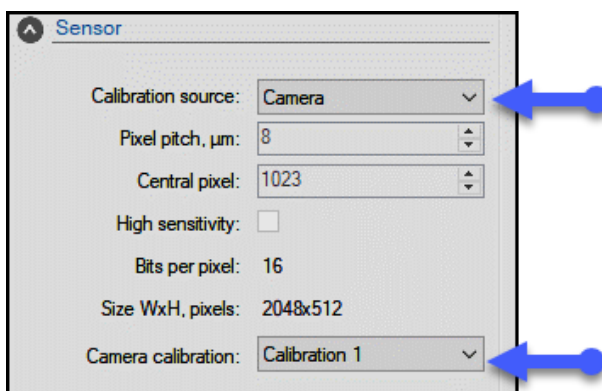 Sensor
Calibration source: Camera
Pixel pitch, μm: 8
Central pixel: 1023
High sensitivity:
Bits per pixel: 16
Size WxH, pixels: 2048x512
Camera calibration: Calibration 1